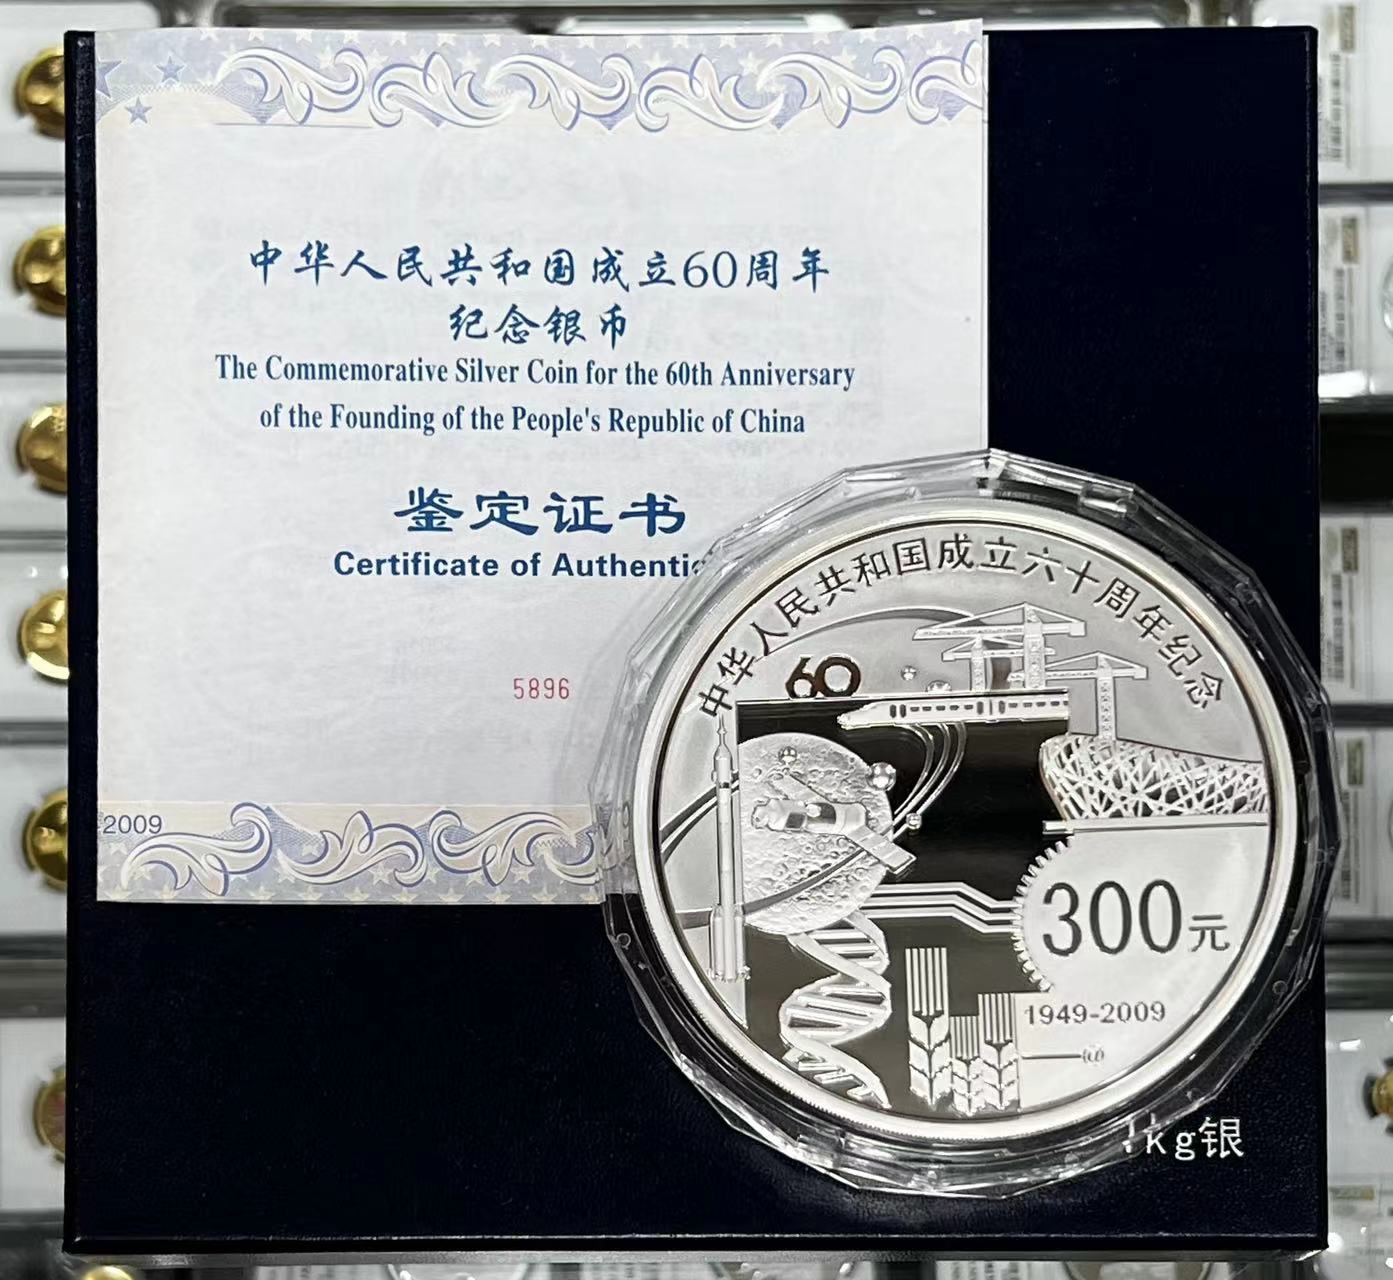 中华人民共和国成立60周年
纪念银币
The Commemorative Silver Coin for the 60th Anniversary
of the Founding of the People's Republic of China
鉴定证书
Certificate of Authentic
5896
2009
中华人民共和国成立六十周年纪念
60
300元
1949-2009
1kg银